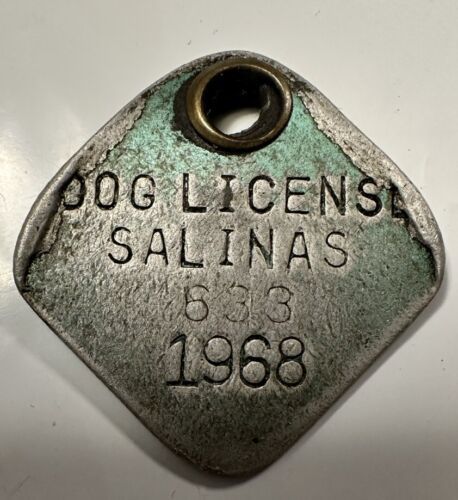 DOG LICENSE
SALINAS
633
1968